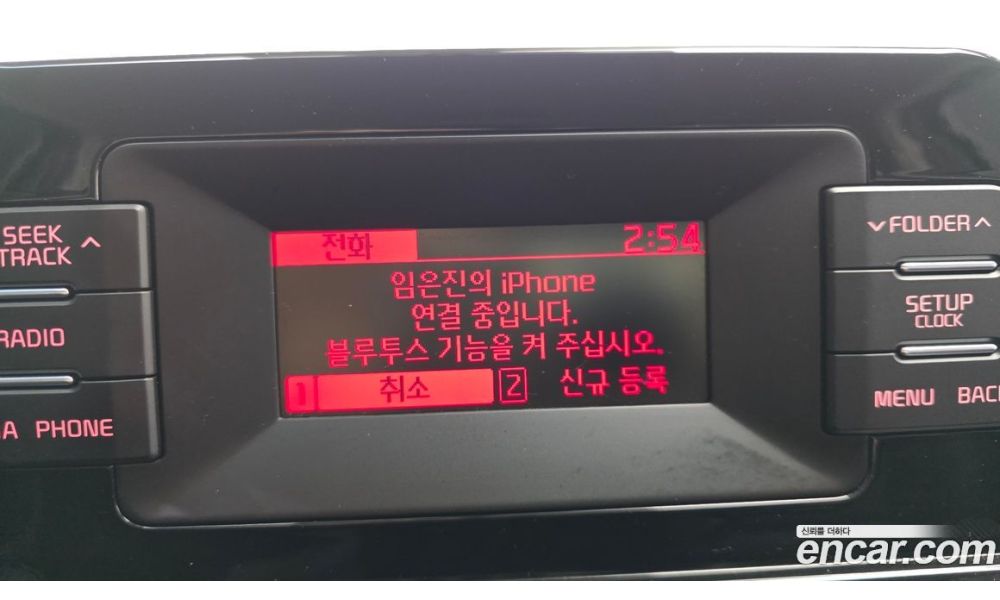 SEEK
TRACK
RADIO
PHONE
전화 2:54
임은진의 iPhone
연결 중입니다.
블루투스 기능을 켜 주십시오.
1 취소 2 신규 등록
FOLDER
SETUP
CLOCK
MENU BAC
신뢰를 더하다
encar.com